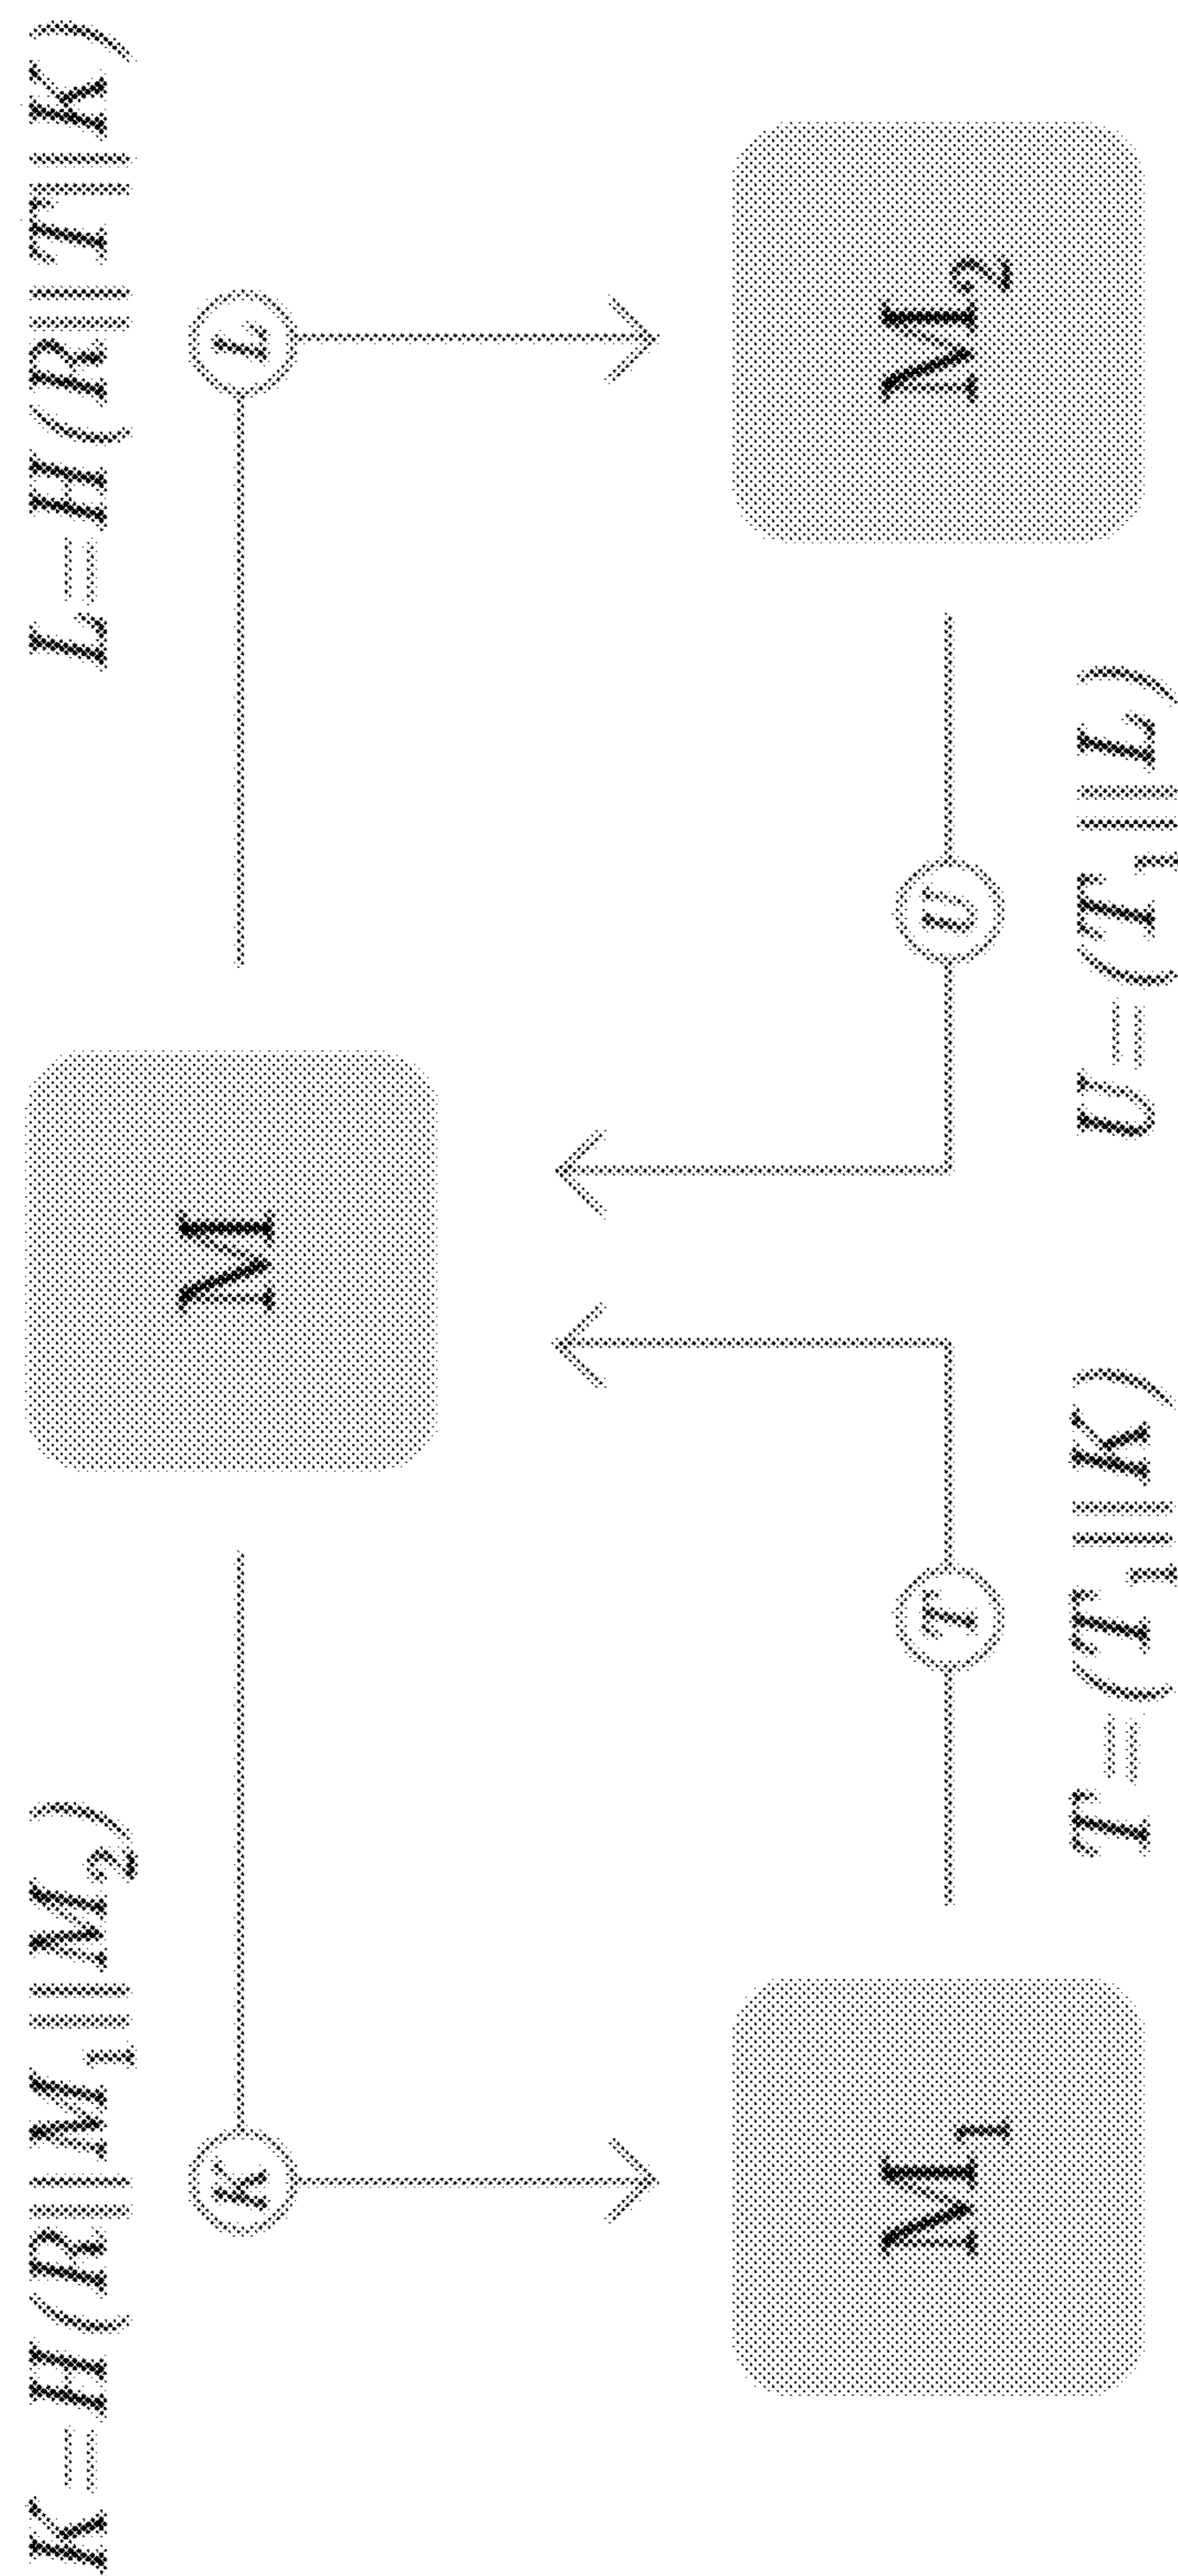 K=H(R||M₁||M₂)
L=H(R||T||K)
K
L
M
M₁
T
U
M₂
T=(T₁||K)
U=(T₁||L)